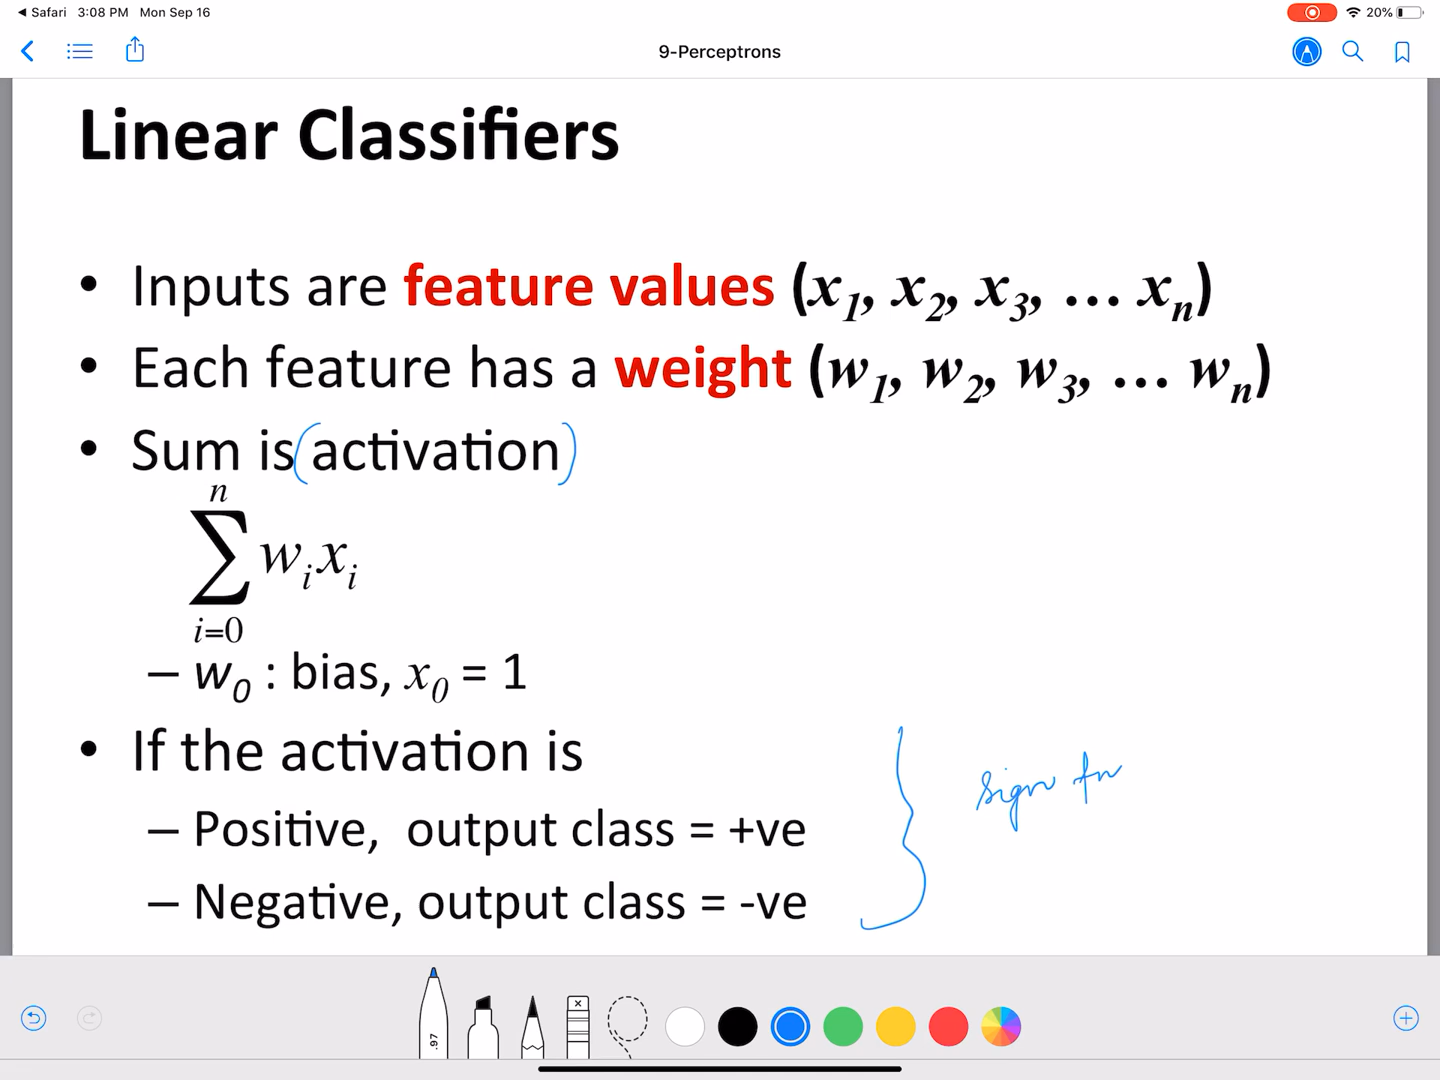 ◀ Safari 3:08 PM Mon Sep 16 20%
9-Perceptrons
Linear Classifiers
• Inputs are feature values (x₁, x₂, x₃, … xₙ)
• Each feature has a weight (w₁, w₂, w₃, … wₙ)
• Sum is (activation)
n
∑ wᵢxᵢ
i=0
– w₀ : bias, x₀ = 1
• If the activation is
sign fn
– Positive, output class = +ve
– Negative, output class = -ve
.97